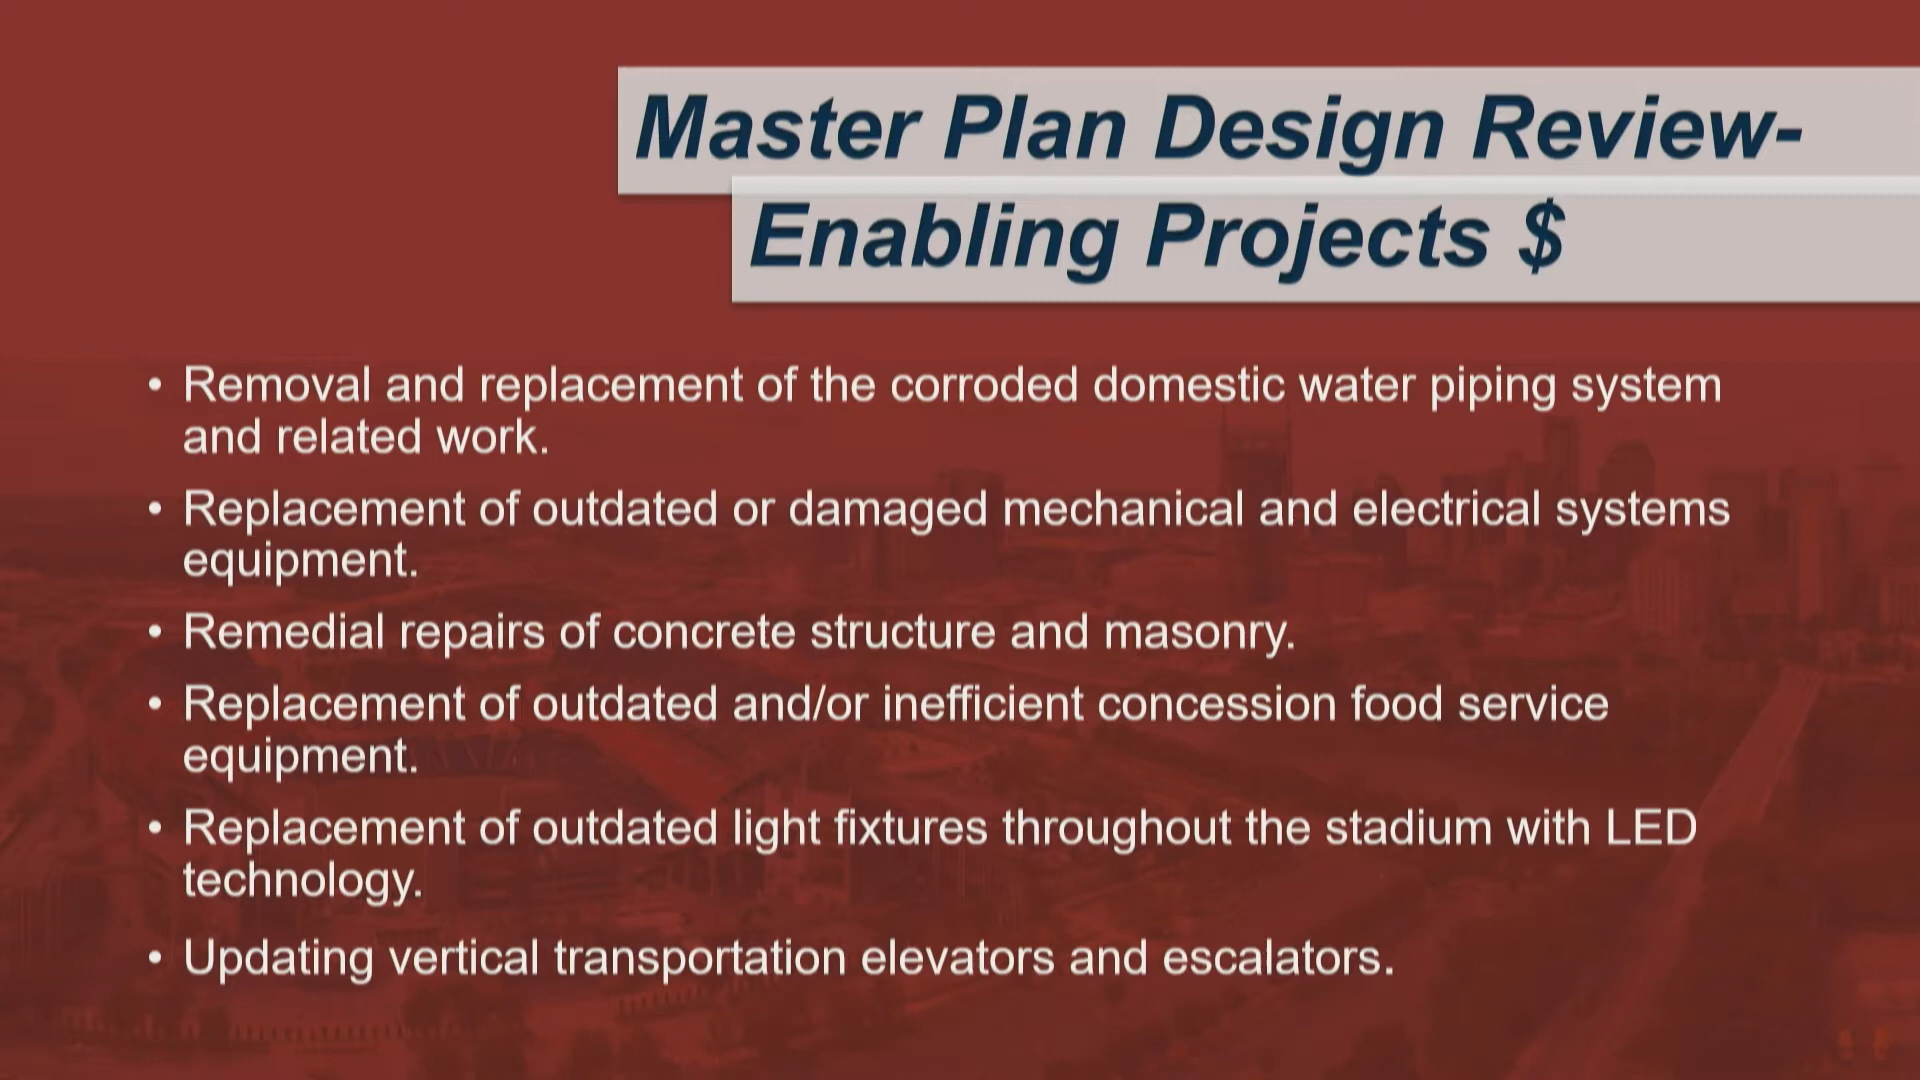 Master Plan Design Review-
Enabling Projects $
• Removal and replacement of the corroded domestic water piping system
and related work.
• Replacement of outdated or damaged mechanical and electrical systems
equipment.
• Remedial repairs of concrete structure and masonry.
• Replacement of outdated and/or inefficient concession food service
equipment.
• Replacement of outdated light fixtures throughout the stadium with LED
technology.
• Updating vertical transportation elevators and escalators.